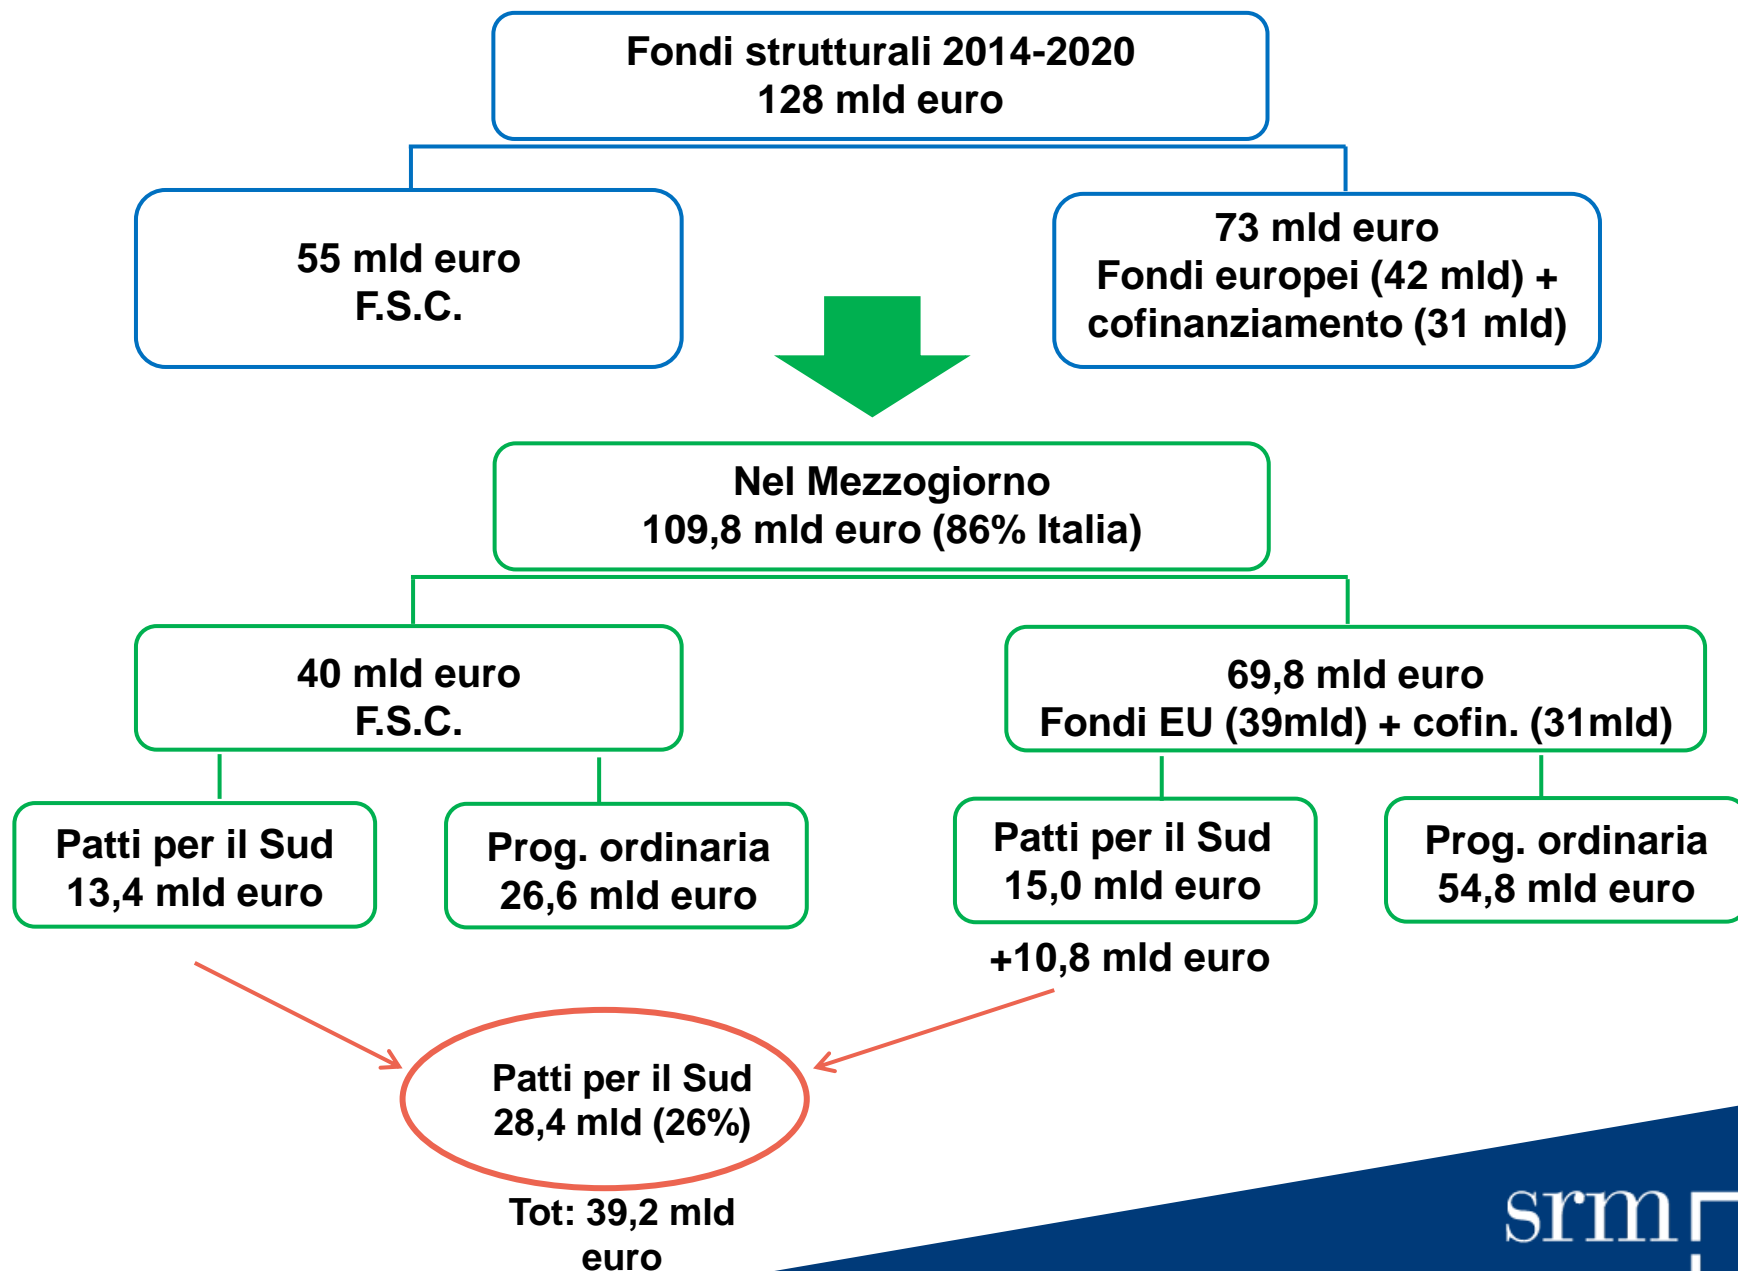 Fondi strutturali 2014-2020
128 mld euro
55 mld euro
F.S.C.
73 mld euro
Fondi europei (42 mld) +
cofinanziamento (31 mld)
Nel Mezzogiorno
109,8 mld euro (86% Italia)
40 mld euro
F.S.C.
69,8 mld euro
Fondi EU (39mld) + cofin. (31mld)
Patti per il Sud
13,4 mld euro
Prog. ordinaria
26,6 mld euro
Patti per il Sud
15,0 mld euro
Prog. ordinaria
54,8 mld euro
+10,8 mld euro
Patti per il Sud
28,4 mld (26%)
Tot: 39,2 mld
euro
srm